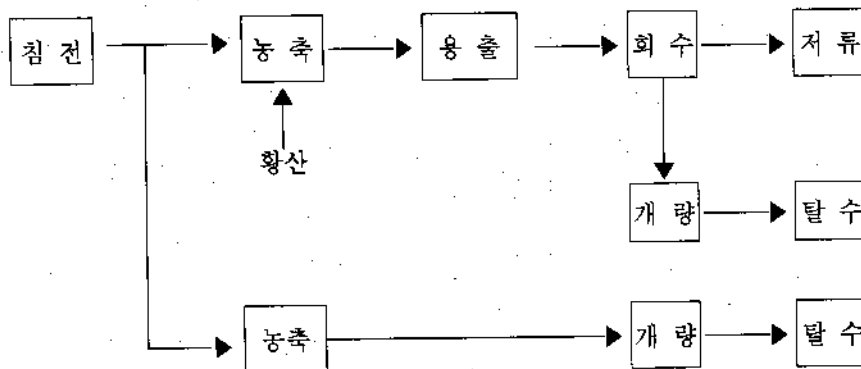 침 전 농 축 용 출 회 수 저 류
황산
개 량 탈 수
농축 개 량 탈 수